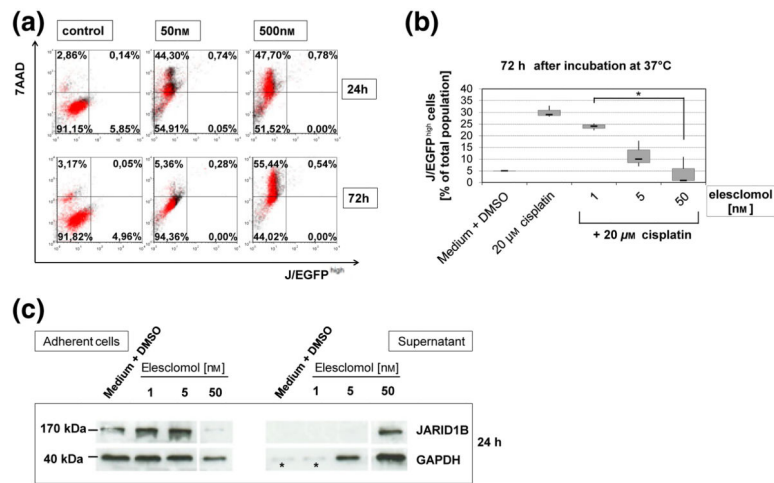 (a)
control 50nM 500nM
7AAD
2,86% 0,14% 44,30% 0,74% 47,70% 0,78%
24h
91,15% 5,85% 54,91% 0,05% 51,52% 0,00%
3,17% 0,05% 5,36% 0,28% 55,44% 0,54%
72h
91,82% 4,96% 94,36% 0,00% 44,02% 0,00%
J/EGFP high
(b)
72 h after incubation at 37°C
J/EGFP high cells
[% of total population]
40
35
30
25
20
15
10
5
0
*
Medium + DMSO
20 µM cisplatin
1
5
50
elesclomol
[nM]
+ 20 µM cisplatin
(c)
Adherent cells
Medium + DMSO
Elesclomol [nM]
1 5 50
Supernatant
Medium + DMSO
Elesclomol [nM]
1 5 50
170 kDa
JARID1B
40 kDa
GAPDH
* *
24 h